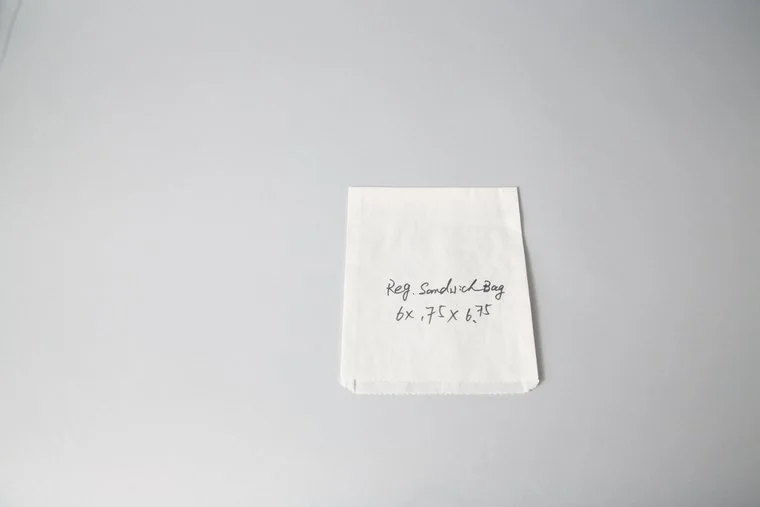 Reg. Sandwich Bag
6x .75 x 6.75